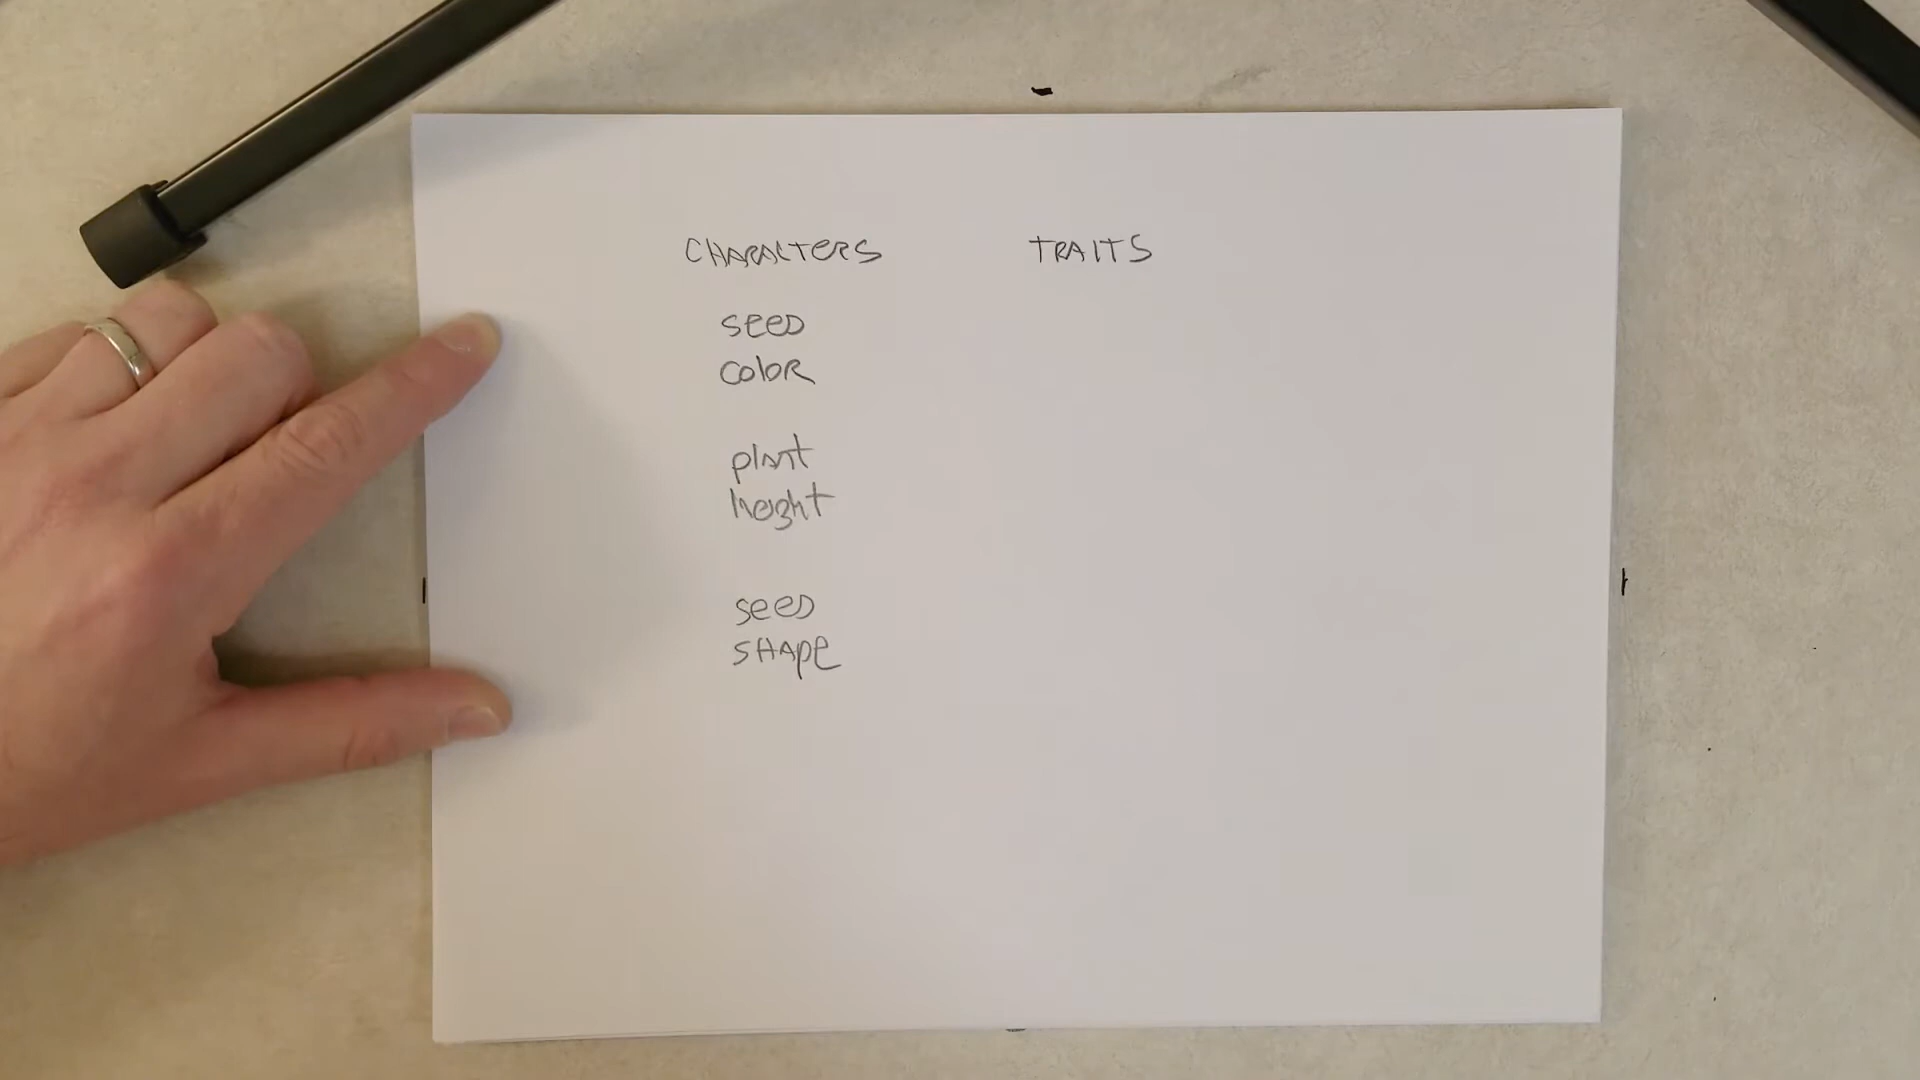 CHARACTERS TRAITS
seed
color
plant
height
seed
shape